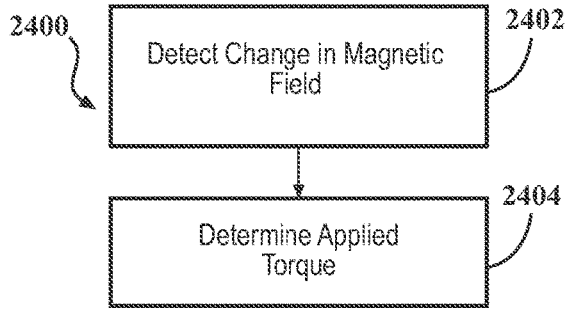 2400
2402
Detect Change in Magnetic
Field
2404
Determine Applied
Torque